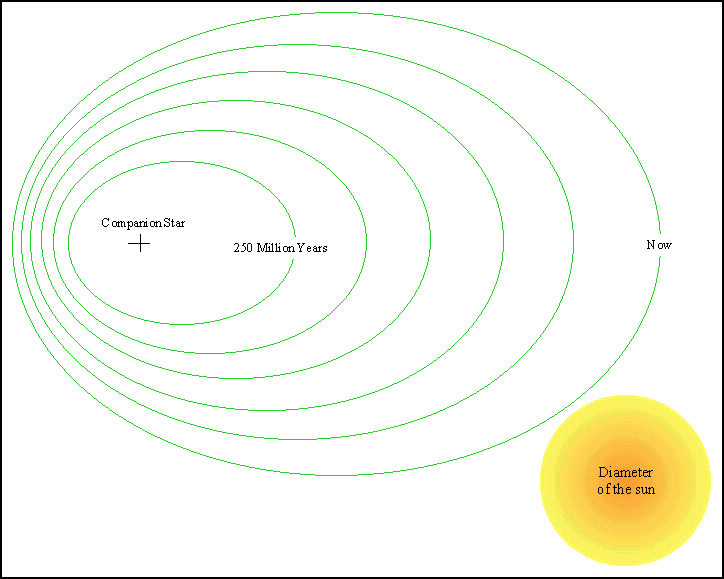 Companion Star
250 Million Years
Now
Diameter
of the sun